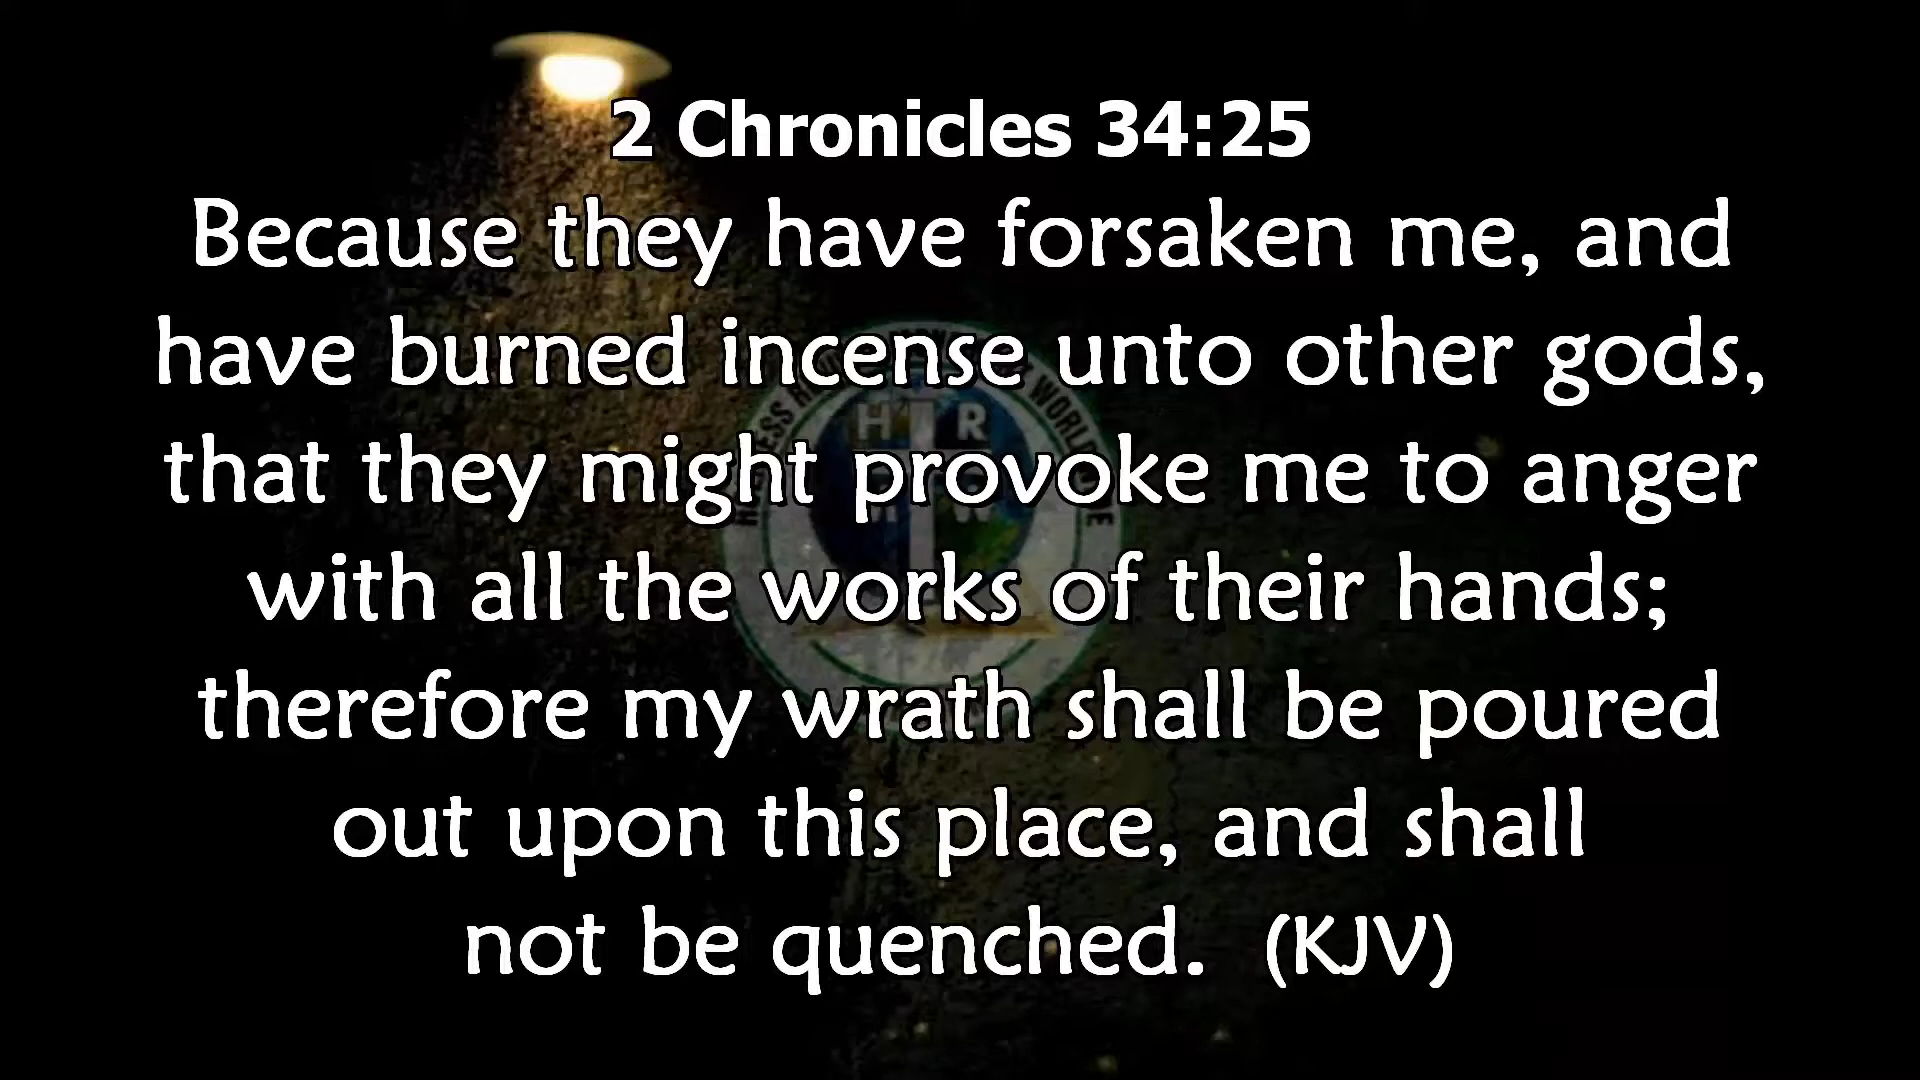 2 Chronicles 34:25
Because they have forsaken me, and
have burned incense unto other gods,
that they might provoke me to anger
with all the works of their hands;
therefore my wrath shall be poured
out upon this place, and shall
not be quenched. (KJV)
H R
WORLDWIDE